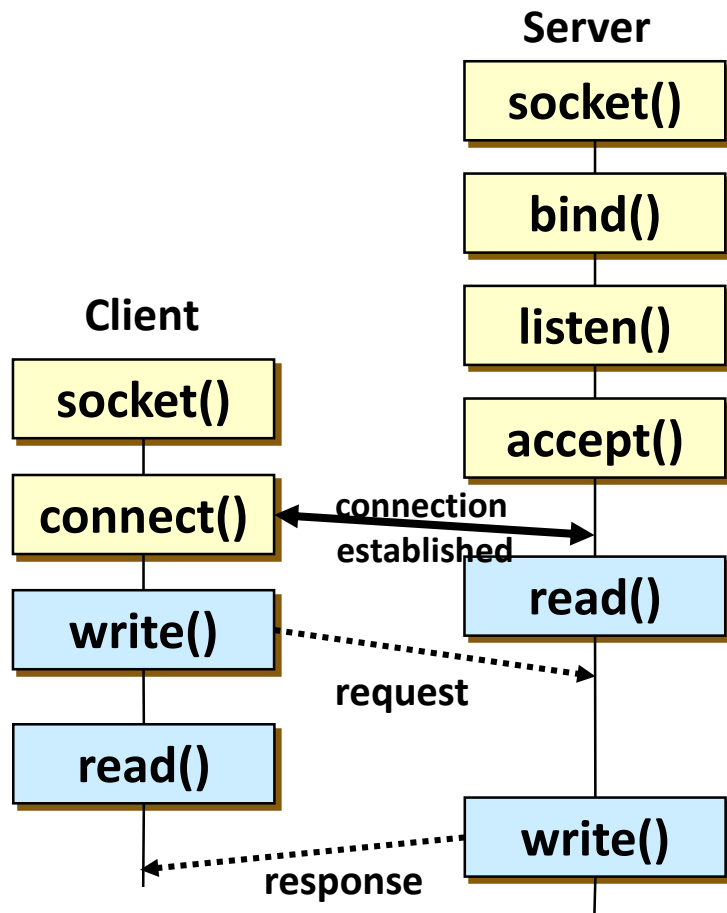 Server
socket()
bind()
listen()
accept()
Client
socket()
connect()
connection
established
write()
read()
request
read()
write()
response